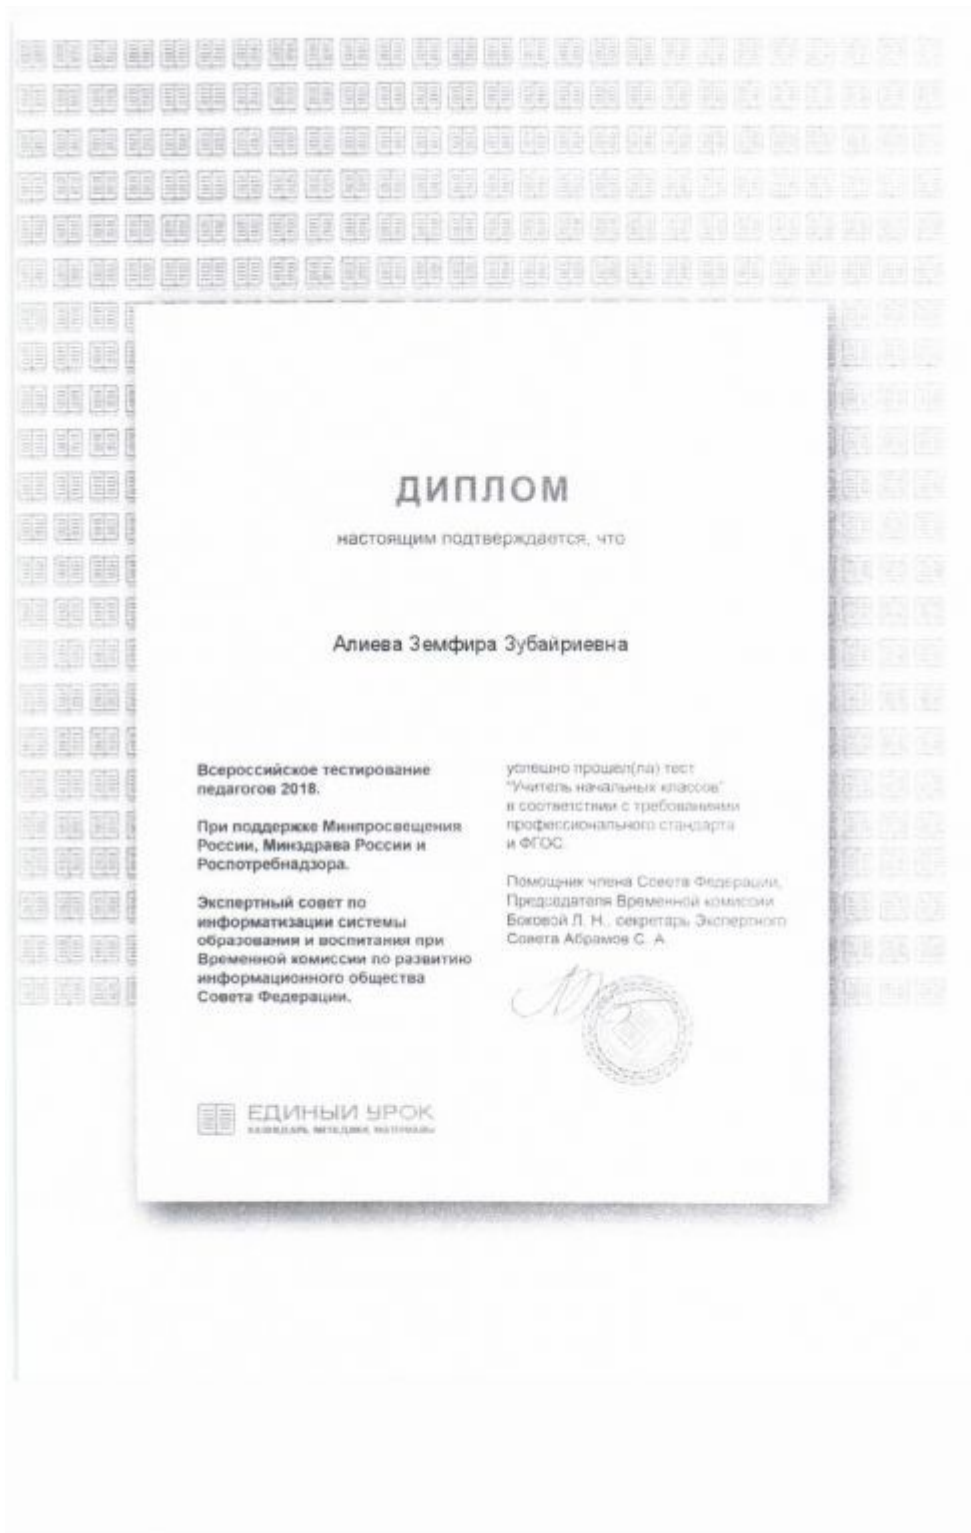 ДИПЛОМ
настоящим подтверждается, что
Алиева Земфира Зубайриевна
Всероссийское тестирование
педагогов 2018.
При поддержке Минпросвещения
России, Минздрава России и
Роспотребнадзора.
Экспертный совет по
информатизации системы
образования и воспитания при
Временной комиссии по развитию
информационного общества
Совета Федерации.
успешно прошел(ла) тест
"Учитель начальных классов"
в соответствии с требованиями
профессионального стандарта
и ФГОС.
Помощник члена Совета Федерации,
Председателя Временной комиссии
Боковой Л. Н., секретарь Экспертного
Совета Абрамов С. А.
ЕДИНЫЙ УРОК
КАЛЕНДАРЬ, МЕТОДИКИ, МАТЕРИАЛЫ